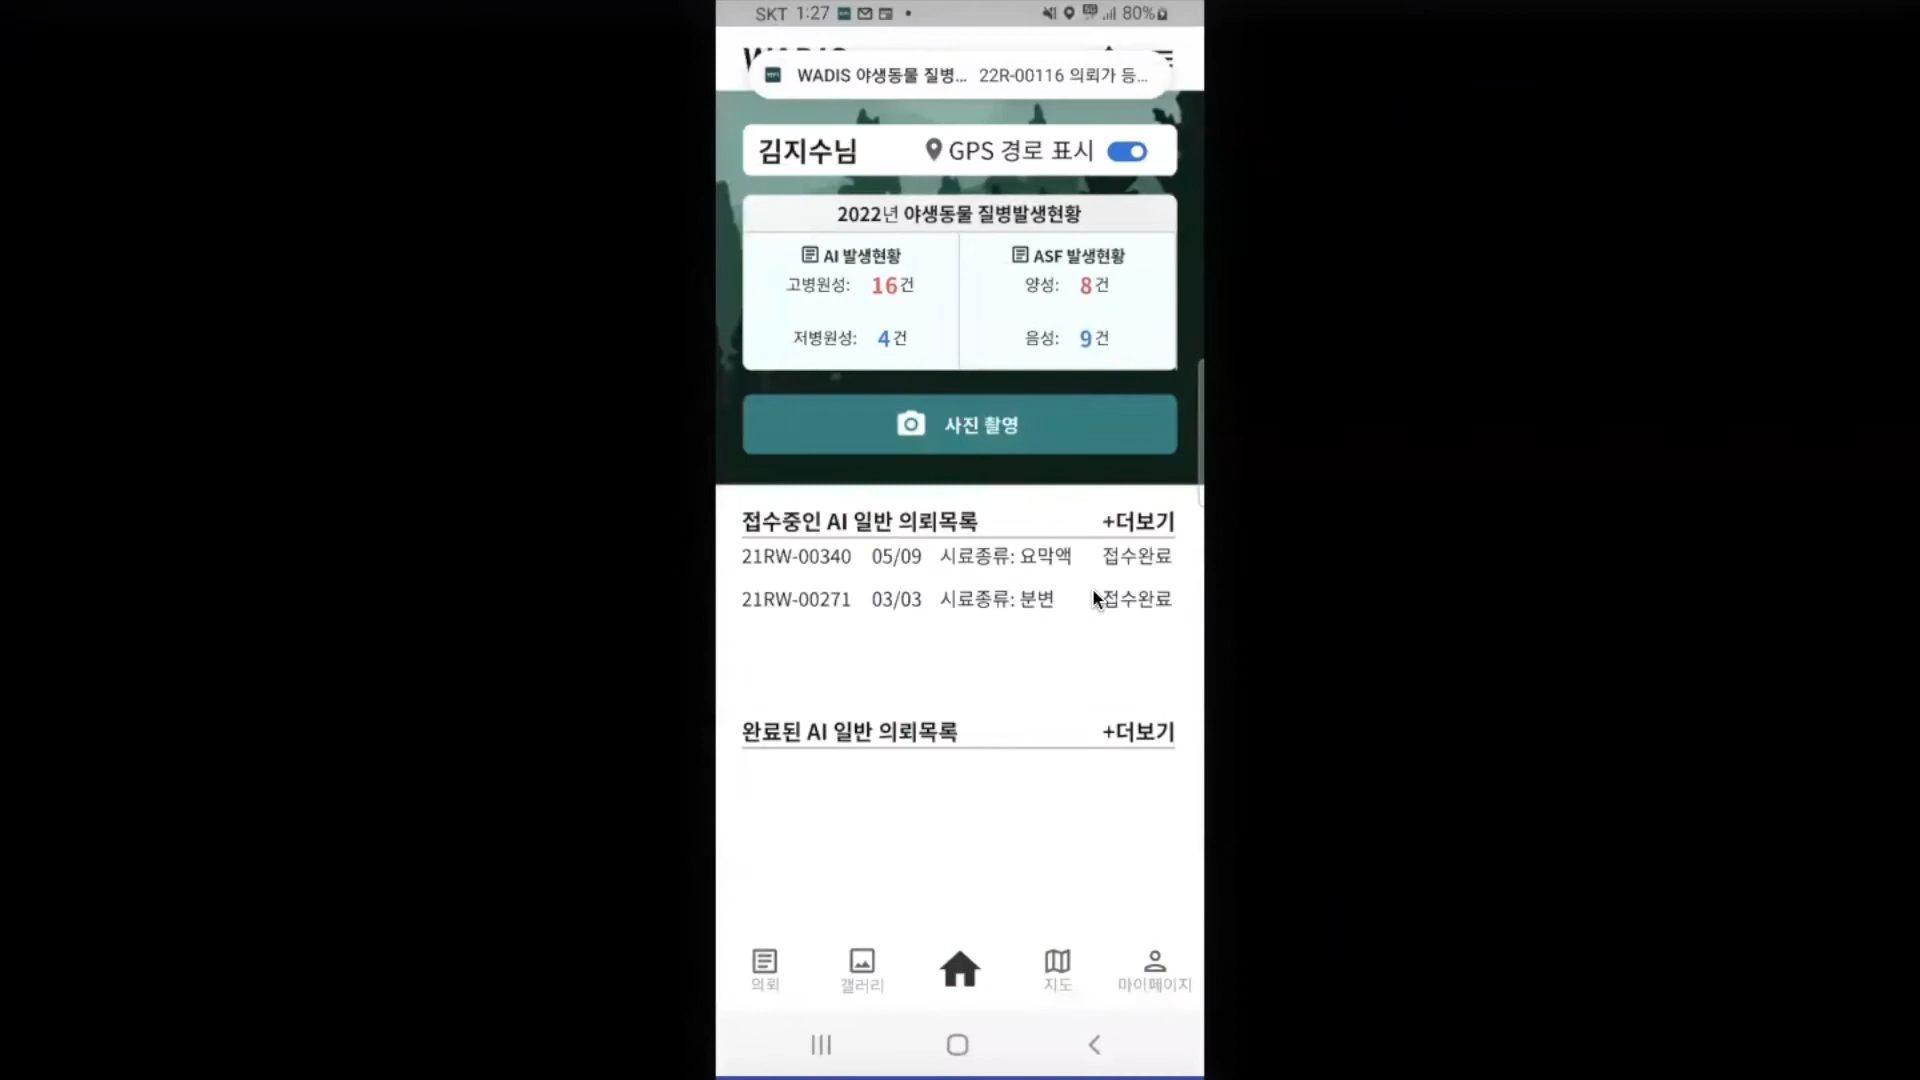 SKT 1:27 80%
WADIS 야생동물 질병... 22R-00116 의뢰가 등...
김지수님 GPS 경로 표시
2022년 야생동물 질병발생현황
AI 발생현황 ASF 발생현황
고병원성: 16건 양성: 8건
저병원성: 4건 음성: 9건
사진 촬영
접수중인 AI 일반 의뢰목록 +더보기
21RW-00340 05/09 시료종류: 요막액 접수완료
21RW-00271 03/03 시료종류: 분변 접수완료
완료된 AI 일반 의뢰목록 +더보기
의뢰 갤러리 지도 마이페이지